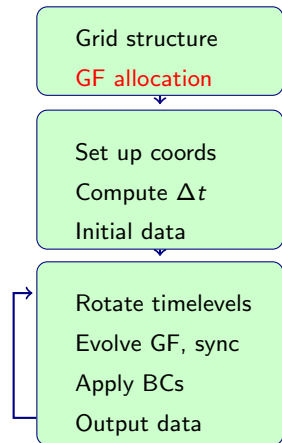 Grid structure
GF allocation
Set up coords
Compute Δt
Initial data
Rotate timelevels
Evolve GF, sync
Apply BCs
Output data